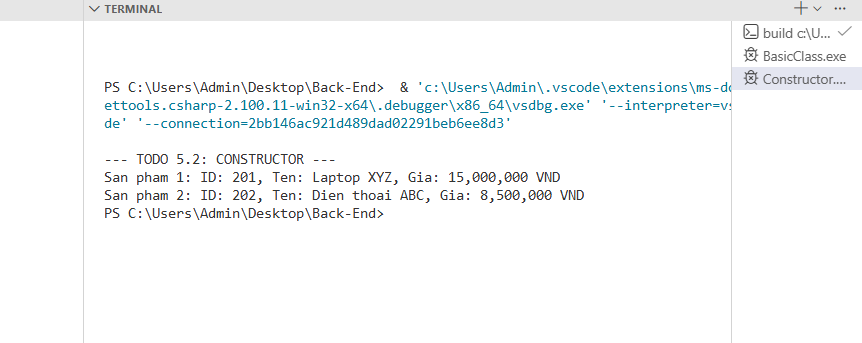 TERMINAL
PS C:\Users\Admin\Desktop\Back-End>  & 'c:\Users\Admin\.vscode\extensions\ms-do
ettools.csharp-2.100.11-win32-x64\.debugger\x86_64\vsdbg.exe' '--interpreter=vs
de' '--connection=2bb146ac921d489dad02291beb6ee8d3'
--- TODO 5.2: CONSTRUCTOR ---
San pham 1: ID: 201, Ten: Laptop XYZ, Gia: 15,000,000 VND
San pham 2: ID: 202, Ten: Dien thoai ABC, Gia: 8,500,000 VND
PS C:\Users\Admin\Desktop\Back-End>
build c:\U...
BasicClass.exe
Constructor....